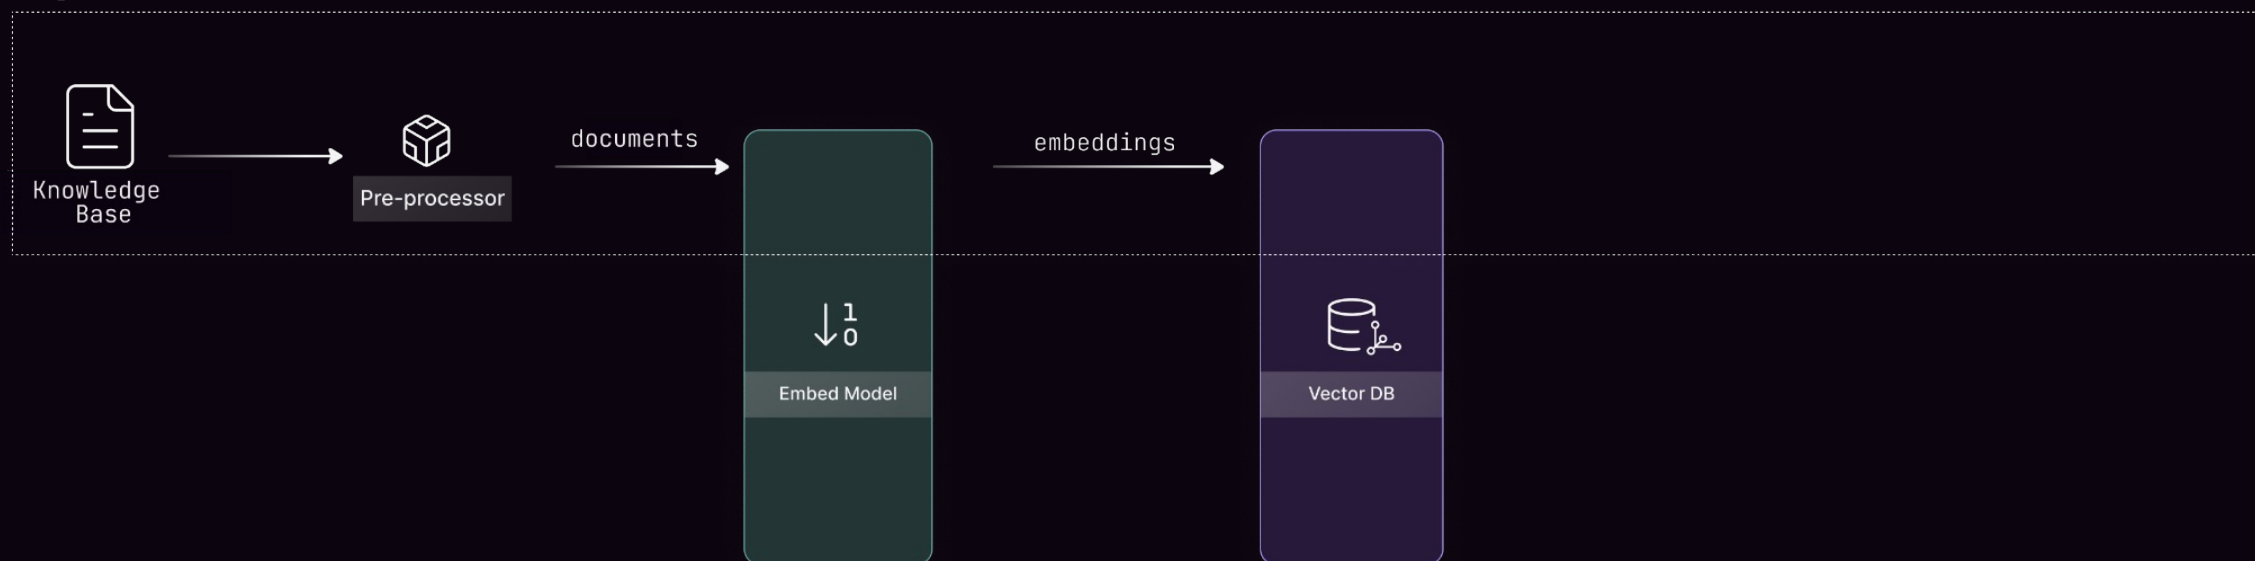 Knowledge
Base
Pre-processor
documents
embeddings
1
0
Embed Model
Vector DB